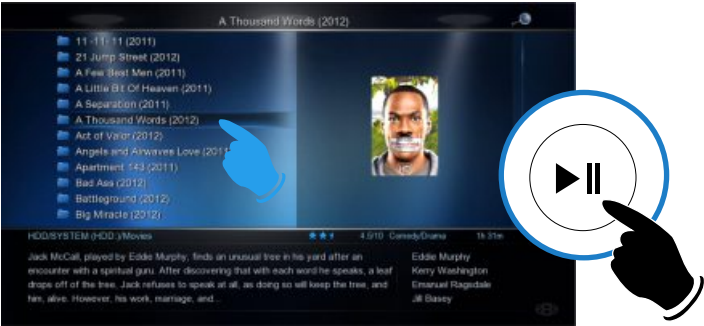 A Thousand Words (2012)
11-11-11 (2011)
21 Jump Street (2012)
A Few Best Men (2011)
A Little Bit Of Heaven (2011)
A Separation (2011)
A Thousand Words (2012)
Act of Valor (2012)
Angels and Airwaves Love (2011
Apartment 143 (2011)
Bad Ass (2012)
Battleground (2012)
Big Miracle (2012)
HDD/SYSTEM (HDD:)/Movies 4.5/10 Comedy/Drama 1h 31m
Jack McCall, played by Eddie Murphy, finds an unusual tree in his yard after an
encounter with a spiritual guru. After discovering that with each word he speaks, a leaf
drops off of the tree, Jack refuses to speak at all, as doing so will keep the tree, and
him, alive. However, his work, marriage, and...
Eddie Murphy
Kerry Washington
Emanuel Ragsdale
Jill Basey